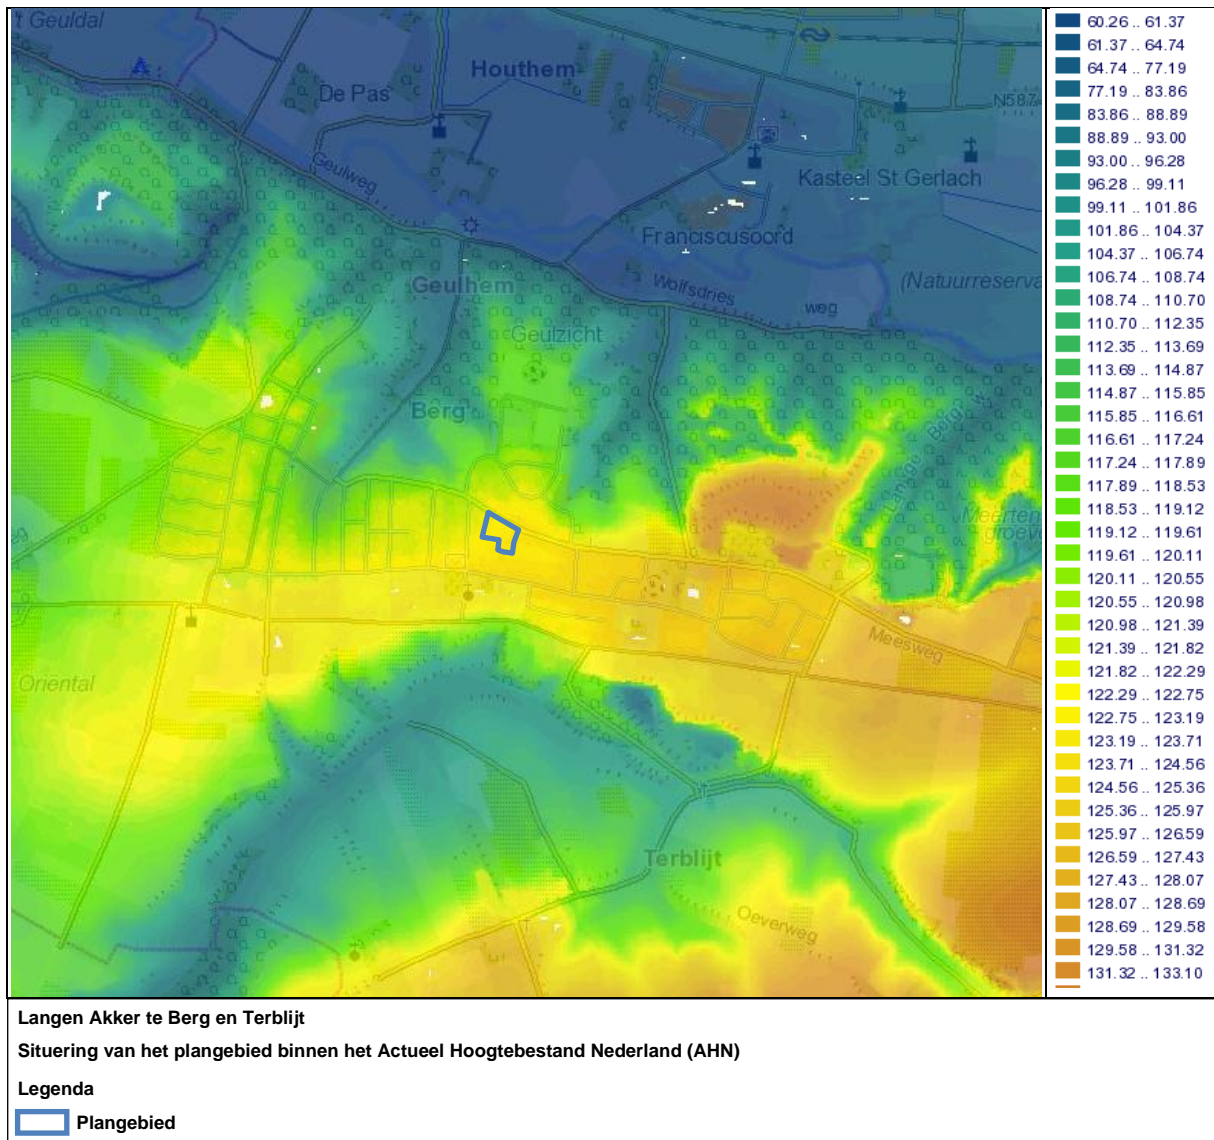 't Geuldal
Houthem
De Pas
N587
Geulweg
Kasteel St Gerlach
Franciscusoord
Geulhem
Wolfsdries
weg
(Natuurreserva
Geulzicht
Berg
Lange Berg
Meerten
groeve
Meesweg
Oriëntal
Terblijt
Oeverweg
60.26 .. 61.37
61.37 .. 64.74
64.74 .. 77.19
77.19 .. 83.86
83.86 .. 88.89
88.89 .. 93.00
93.00 .. 96.28
96.28 .. 99.11
99.11 .. 101.86
101.86 .. 104.37
104.37 .. 106.74
106.74 .. 108.74
108.74 .. 110.70
110.70 .. 112.35
112.35 .. 113.69
113.69 .. 114.87
114.87 .. 115.85
115.85 .. 116.61
116.61 .. 117.24
117.24 .. 117.89
117.89 .. 118.53
118.53 .. 119.12
119.12 .. 119.61
119.61 .. 120.11
120.11 .. 120.55
120.55 .. 120.98
120.98 .. 121.39
121.39 .. 121.82
121.82 .. 122.29
122.29 .. 122.75
122.75 .. 123.19
123.19 .. 123.71
123.71 .. 124.56
124.56 .. 125.36
125.36 .. 125.97
125.97 .. 126.59
126.59 .. 127.43
127.43 .. 128.07
128.07 .. 128.69
128.69 .. 129.58
129.58 .. 131.32
131.32 .. 133.10
Langen Akker te Berg en Terblijt
Situering van het plangebied binnen het Actueel Hoogtebestand Nederland (AHN)
Legenda
Plangebied